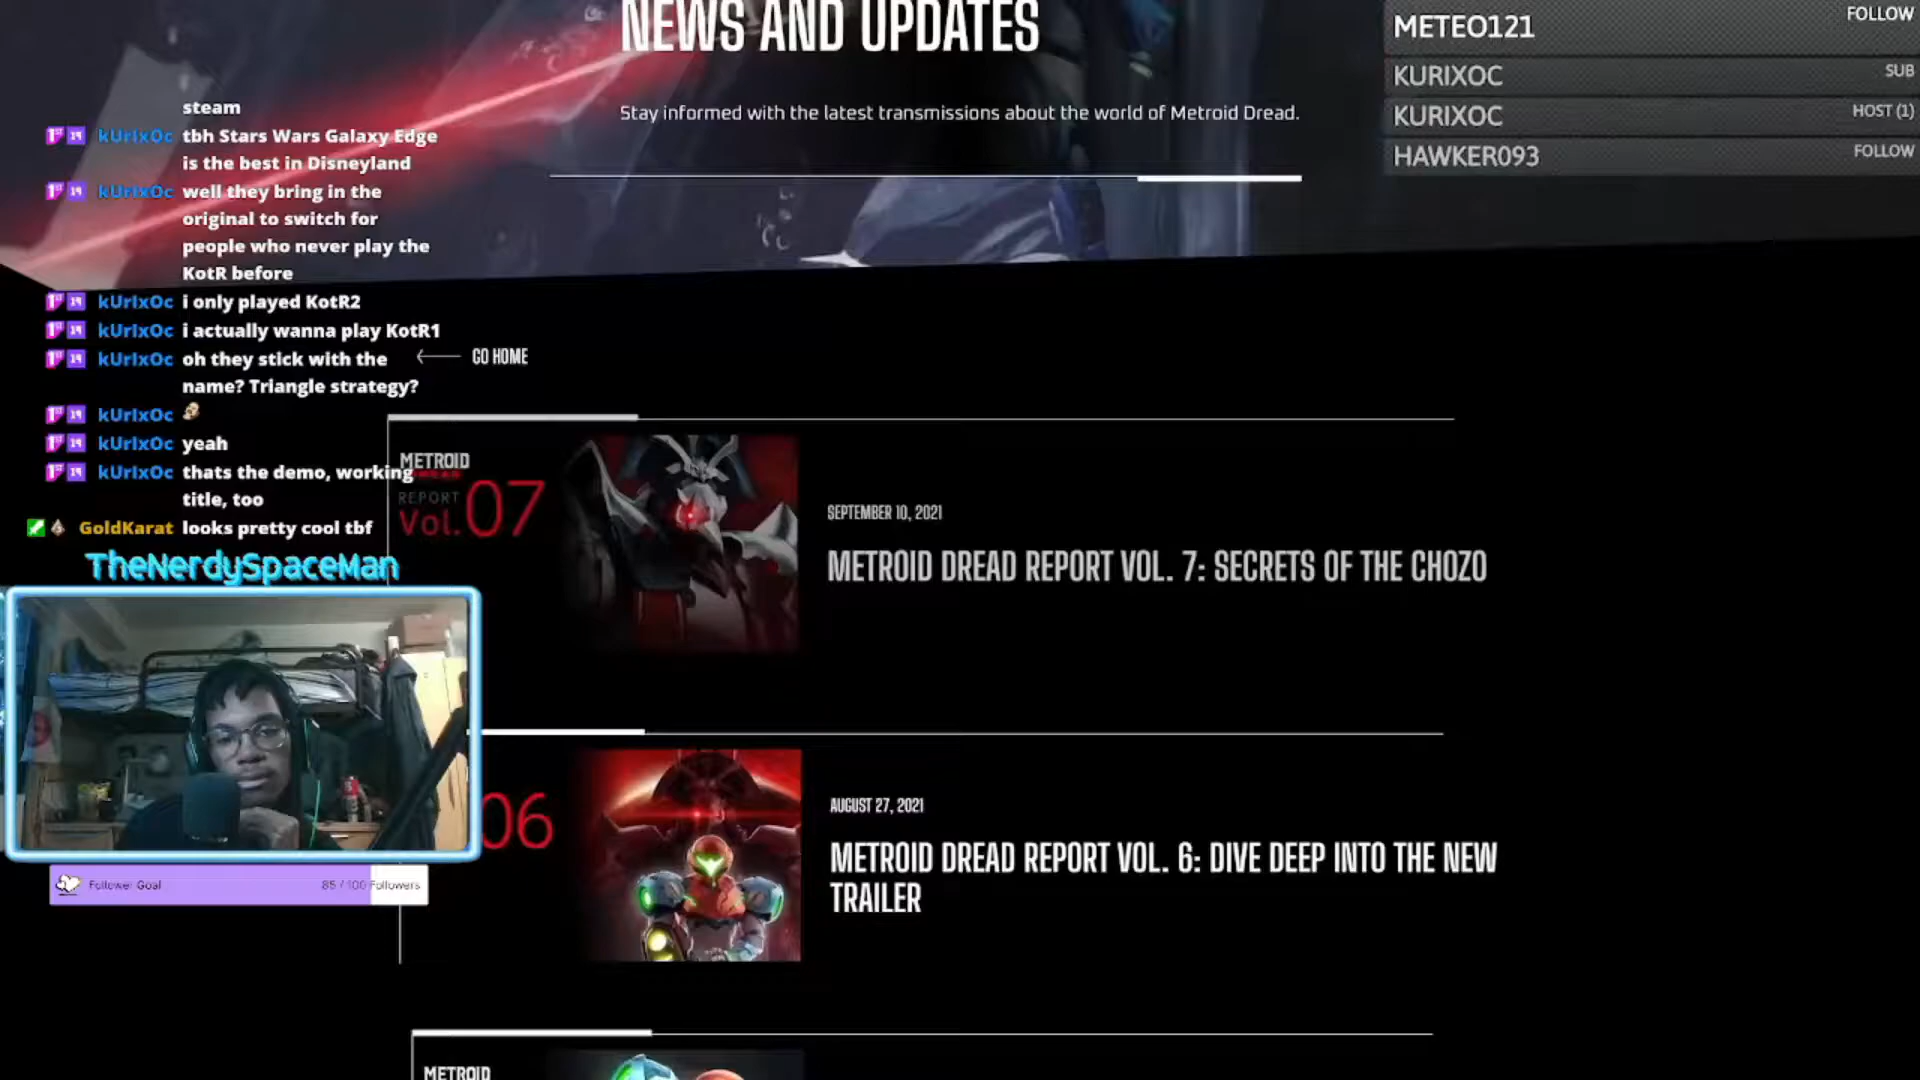 NEWS AND UPDATES
Stay informed with the latest transmissions about the world of Metroid Dread.
METEO121 FOLLOW
KURIXOC SUB
KURIXOC HOST (1)
HAWKER093 FOLLOW
steam
kUrIxOc tbh Stars Wars Galaxy Edge
is the best in Disneyland
kUrIxOc well they bring in the
original to switch for
people who never play the
KotR before
kUrIxOc i only played KotR2
kUrIxOc i actually wanna play KotR1
kUrIxOc oh they stick with the
name? Triangle strategy?
GO HOME
kUrIxOc
kUrIxOc yeah
kUrIxOc thats the demo, working
title, too
GoldKarat looks pretty cool tbf
TheNerdySpaceMan
METROID
REPORT
Vol.07
SEPTEMBER 10, 2021
METROID DREAD REPORT VOL. 7: SECRETS OF THE CHOZO
06
AUGUST 27, 2021
METROID DREAD REPORT VOL. 6: DIVE DEEP INTO THE NEW
TRAILER
Follower Goal 85 / 100 Followers
METROID